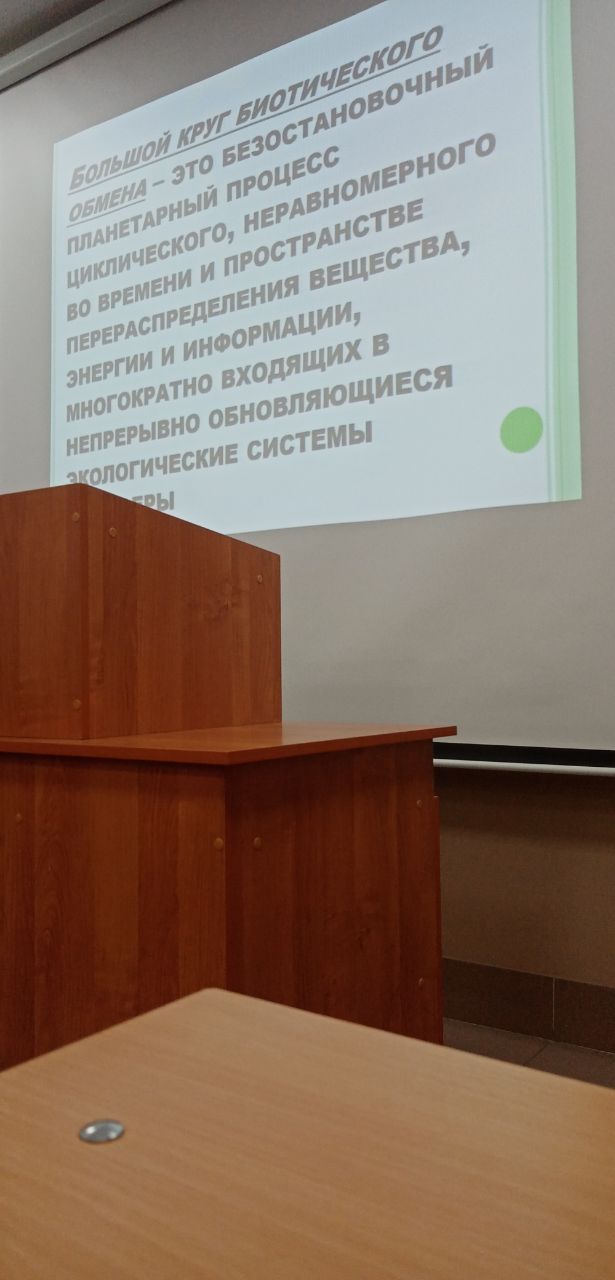 БОЛЬШОЙ КРУГ БИОТИЧЕСКОГО
ОБМЕНА – ЭТО БЕЗОСТАНОВОЧНЫЙ
ПЛАНЕТАРНЫЙ ПРОЦЕСС
ЦИКЛИЧЕСКОГО, НЕРАВНОМЕРНОГО
ВО ВРЕМЕНИ И ПРОСТРАНСТВЕ
ПЕРЕРАСПРЕДЕЛЕНИЯ ВЕЩЕСТВА,
ЭНЕРГИИ И ИНФОРМАЦИИ,
МНОГОКРАТНО ВХОДЯЩИХ В
НЕПРЕРЫВНО ОБНОВЛЯЮЩИЕСЯ
ЭКОЛОГИЧЕСКИЕ СИСТЕМЫ